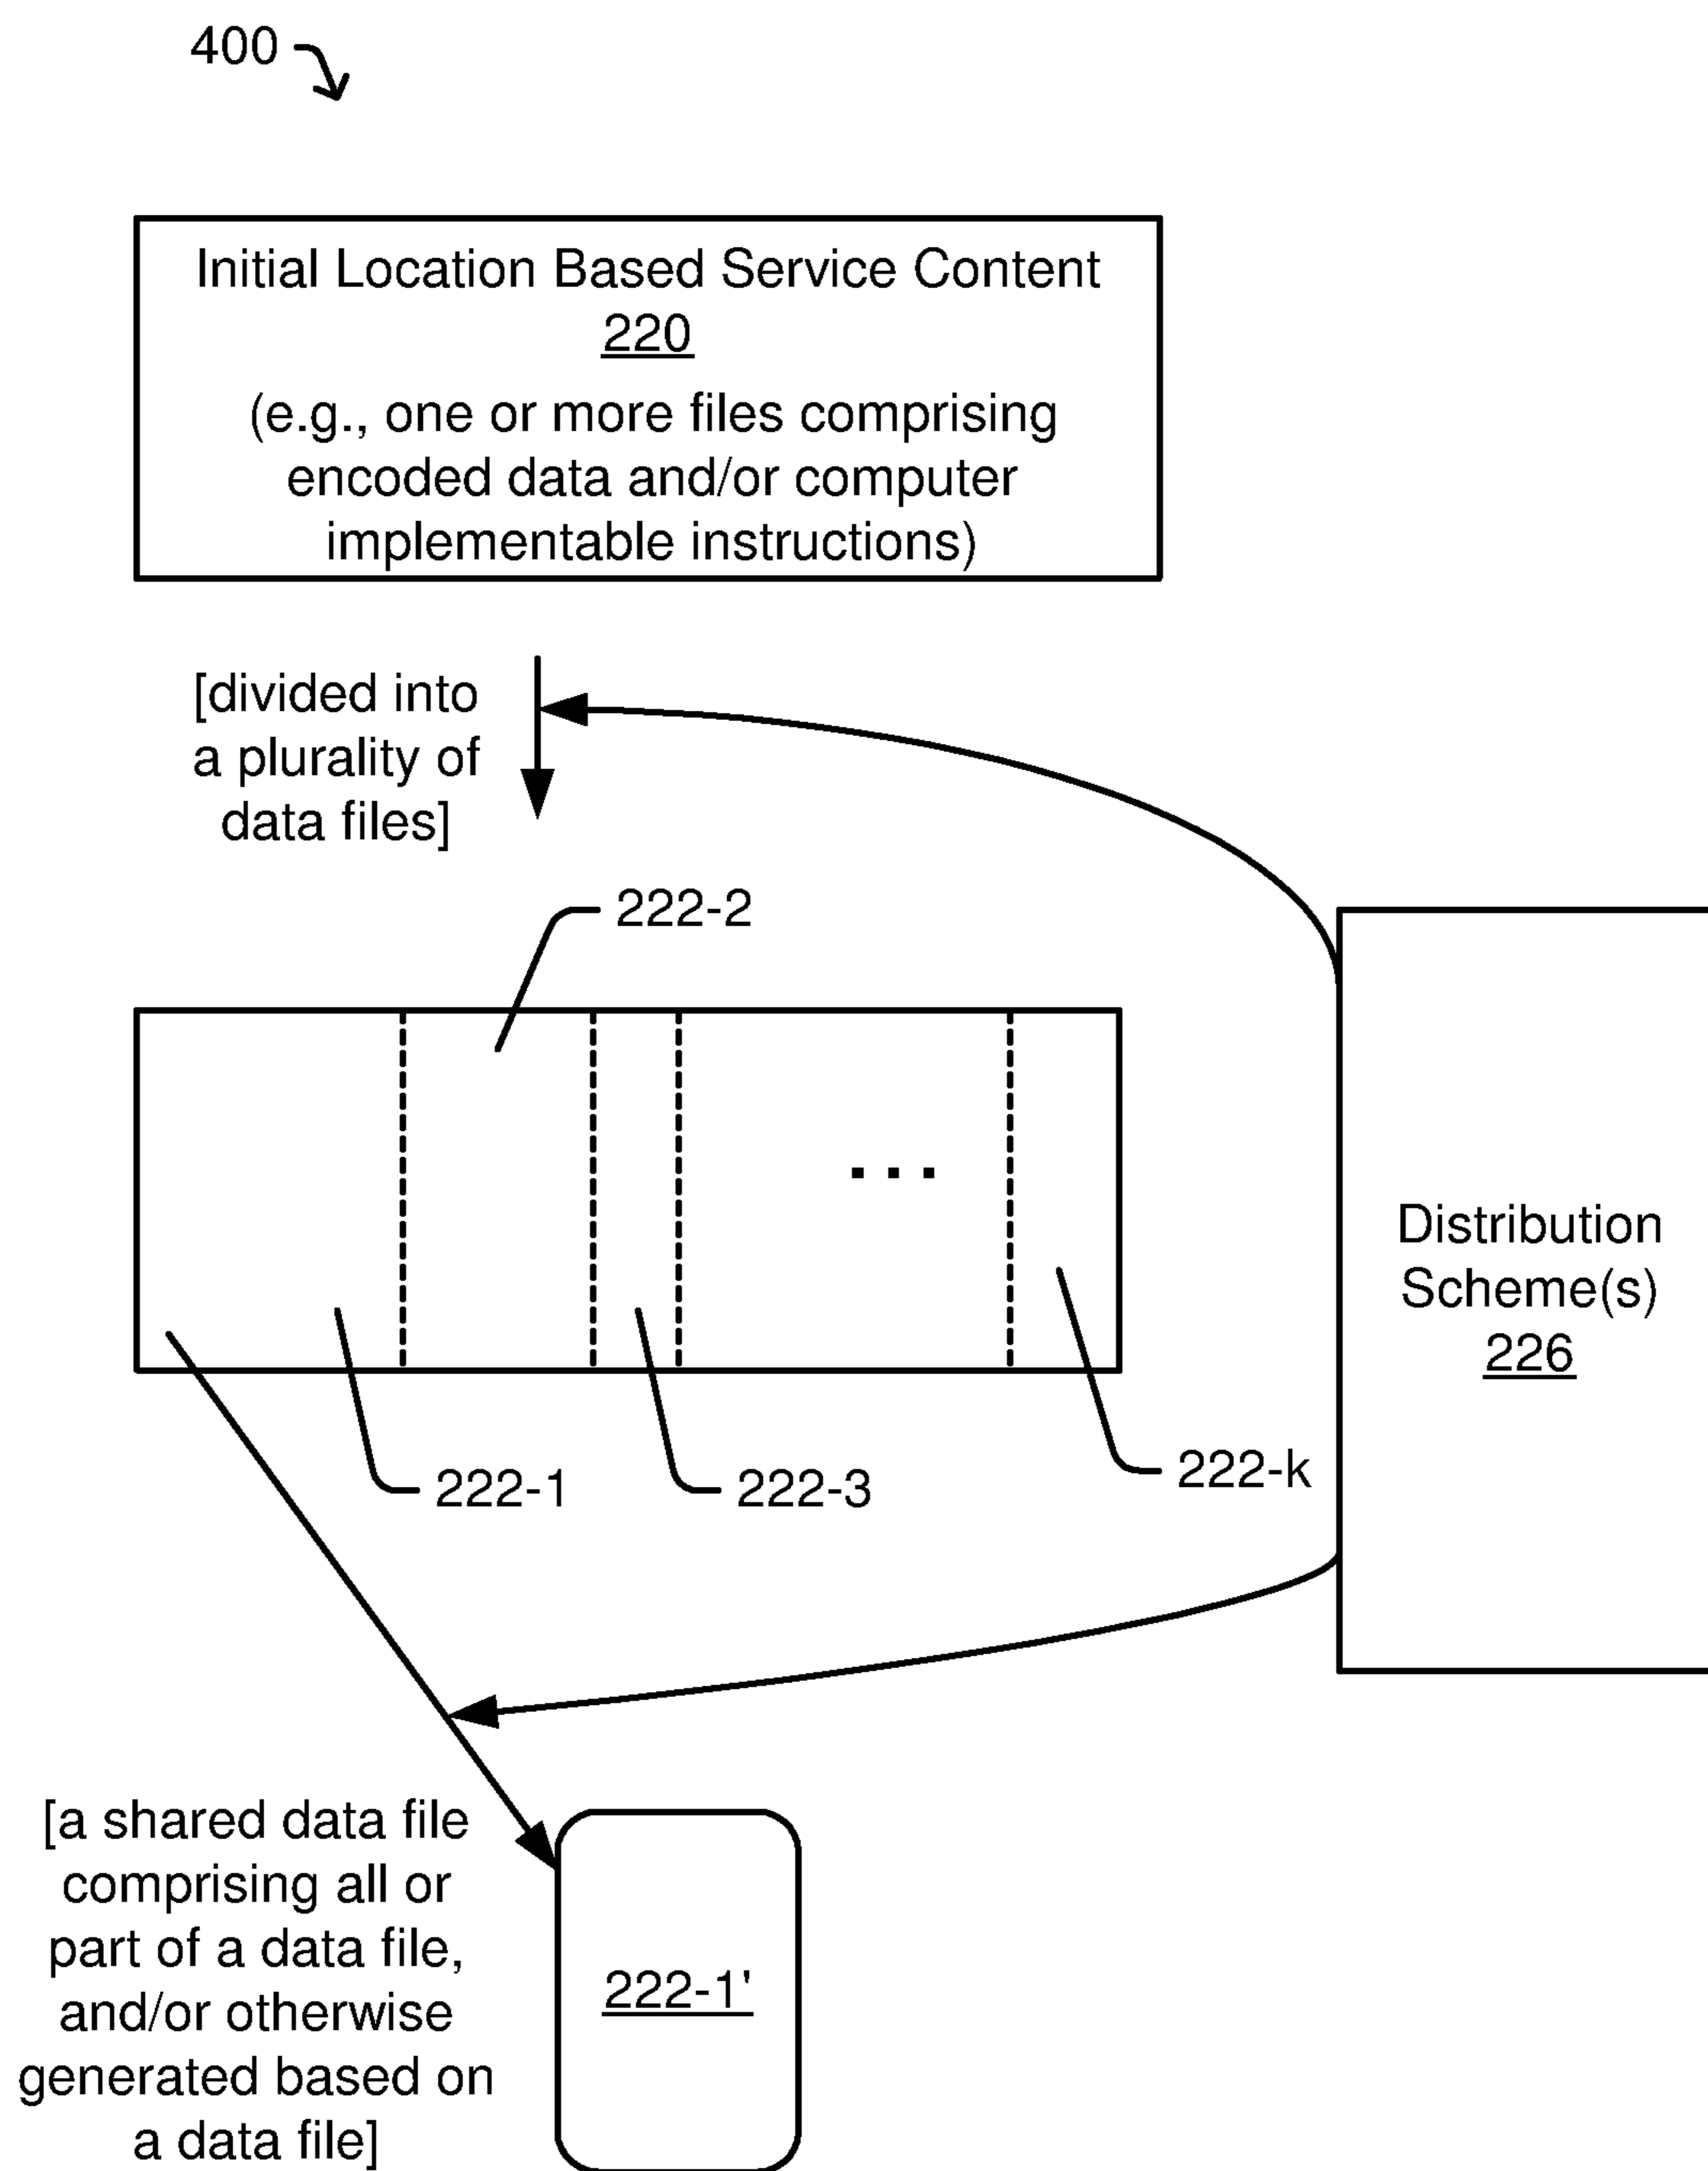 400
Initial Location Based Service Content
220
(e.g., one or more files comprising
encoded data and/or computer
implementable instructions)
[divided into
a plurality of
data files]
222-2
. . .
Distribution
Scheme(s)
226
222-1
222-3
222-k
[a shared data file
comprising all or
part of a data file,
and/or otherwise
generated based on
a data file]
222-1'